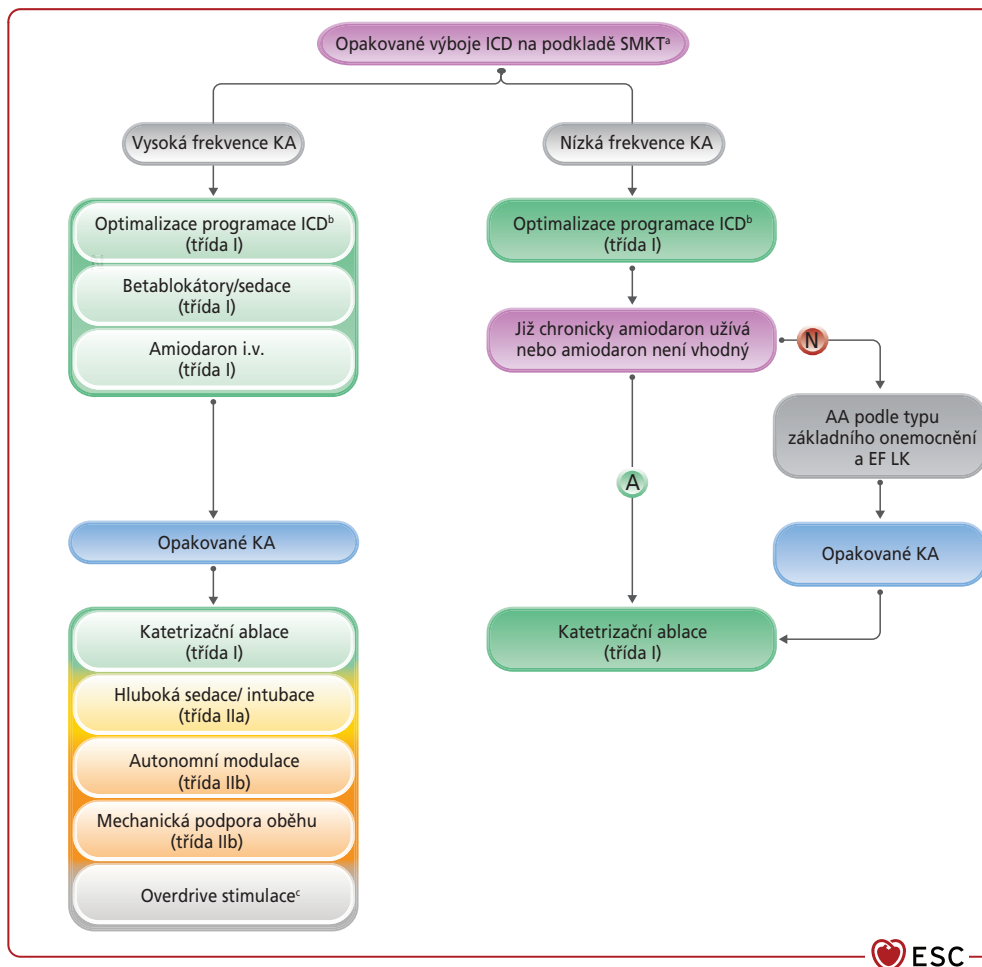 Opakované výboje ICD na podkladě SMKTᵃ
Vysoká frekvence KA
Optimalizace programace ICDᵇ
(třída I)
Betablokátory/sedace
(třída I)
Amiodaron i.v.
(třída I)
Opakované KA
Katetrizační ablace
(třída I)
Hluboká sedace/ intubace
(třída IIa)
Autonomní modulace
(třída IIb)
Mechanická podpora oběhu
(třída IIb)
Overdrive stimulaceᶜ
Nízká frekvence KA
Optimalizace programace ICDᵇ
(třída I)
Již chronicky amiodaron užívá
nebo amiodaron není vhodný
N
AA podle typu
základního onemocnění
a EF LK
Opakované KA
A
Katetrizační ablace
(třída I)
ESC